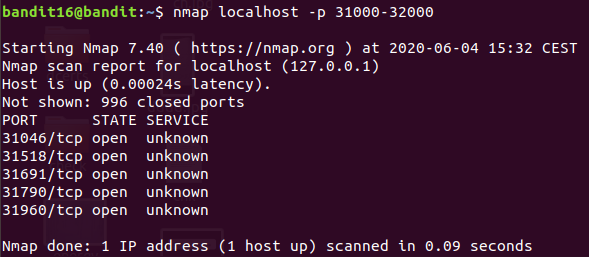 bandit16@bandit:~$ nmap localhost -p 31000-32000
Starting Nmap 7.40 ( https://nmap.org ) at 2020-06-04 15:32 CEST
Nmap scan report for localhost (127.0.0.1)
Host is up (0.00024s latency).
Not shown: 996 closed ports
PORT      STATE SERVICE
31046/tcp open  unknown
31518/tcp open  unknown
31691/tcp open  unknown
31790/tcp open  unknown
31960/tcp open  unknown
Nmap done: 1 IP address (1 host up) scanned in 0.09 seconds